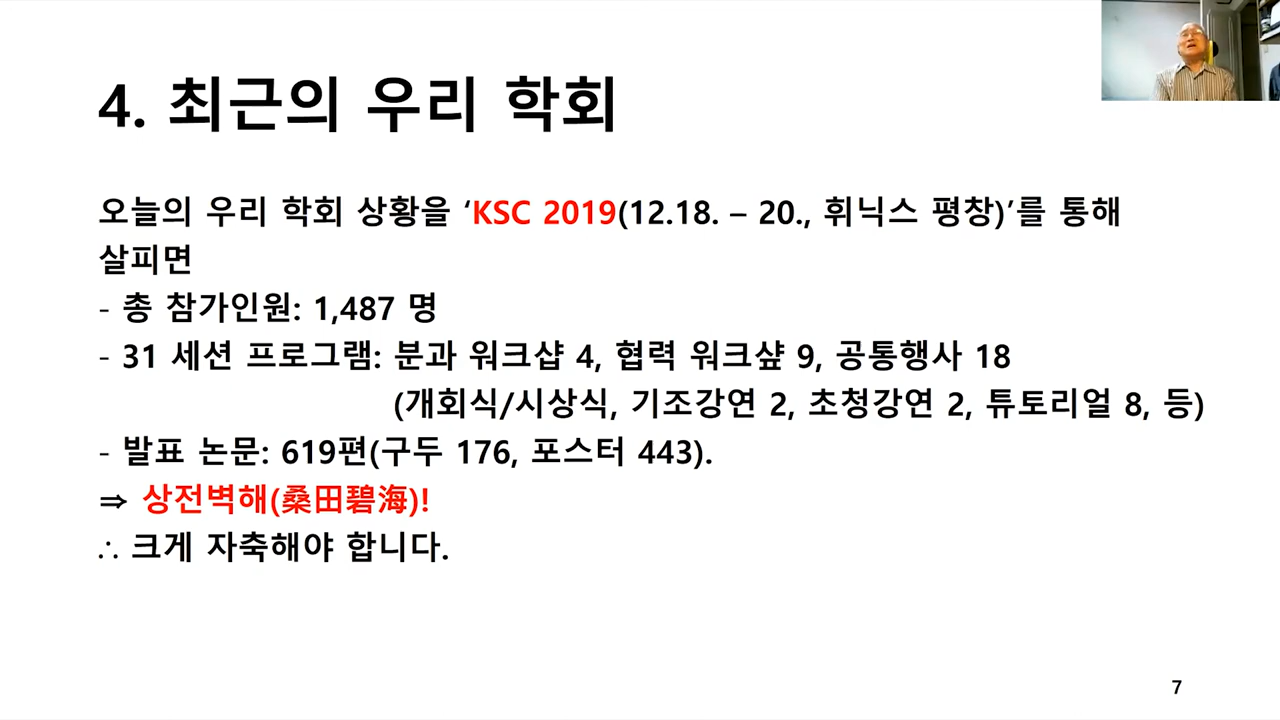 4. 최근의 우리 학회
오늘의 우리 학회 상황을 ‘KSC 2019(12.18. – 20., 휘닉스 평창)’를 통해
살피면
- 총 참가인원: 1,487 명
- 31 세션 프로그램: 분과 워크샵 4, 협력 워크샾 9, 공통행사 18
(개회식/시상식, 기조강연 2, 초청강연 2, 튜토리얼 8, 등)
- 발표 논문: 619편(구두 176, 포스터 443).
⇒ 상전벽해(桑田碧海)!
∴ 크게 자축해야 합니다.
7